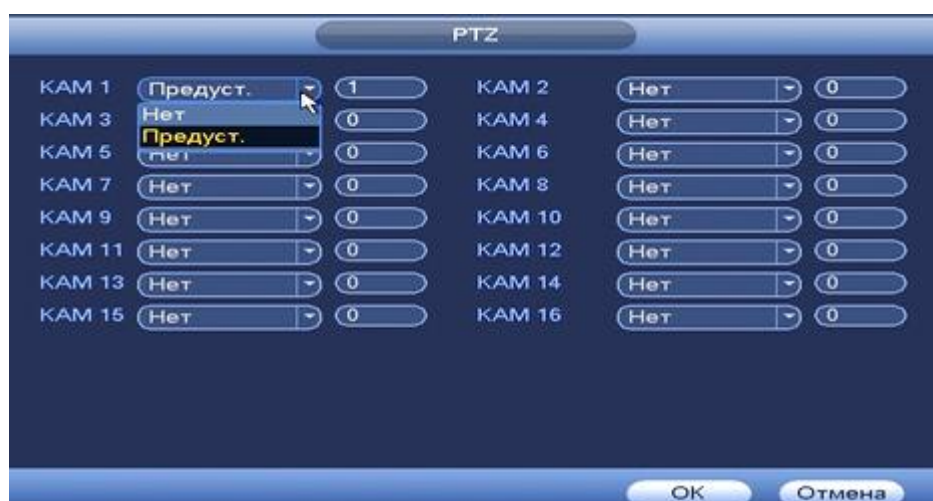 PTZ
КАМ 1 Предуст. 1 КАМ 2 Нет 0
Нет
КАМ 3 0 КАМ 4 Нет 0
Предуст.
КАМ 5 Нет 0 КАМ 6 Нет 0
КАМ 7 Нет 0 КАМ 8 Нет 0
КАМ 9 Нет 0 КАМ 10 Нет 0
КАМ 11 Нет 0 КАМ 12 Нет 0
КАМ 13 Нет 0 КАМ 14 Нет 0
КАМ 15 Нет 0 КАМ 16 Нет 0
OK Отмена